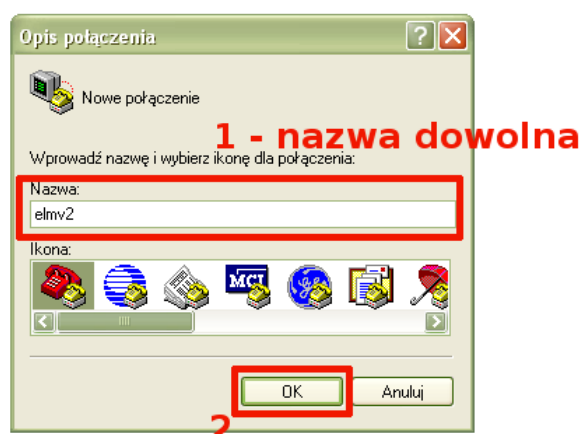 Opis połączenia
Nowe połączenie
1 - nazwa dowolna
Wprowadź nazwę i wybierz ikonę dla połączenia:
Nazwa:
elmv2
Ikona:
MCI
OK
Anuluj
2